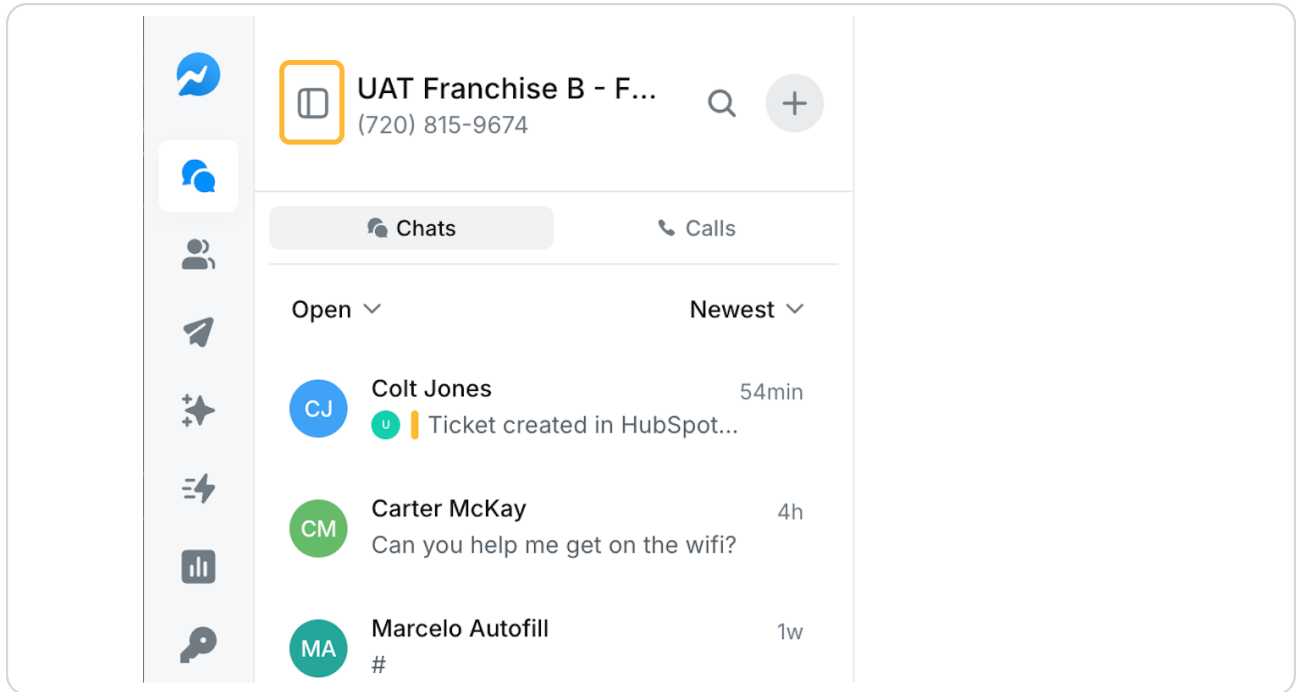 UAT Franchise B - F...
(720) 815-9674
Chats
Calls
Open
Newest
CJ
Colt Jones
54min
U
Ticket created in HubSpot...
CM
Carter McKay
4h
Can you help me get on the wifi?
MA
Marcelo Autofill
1w
#